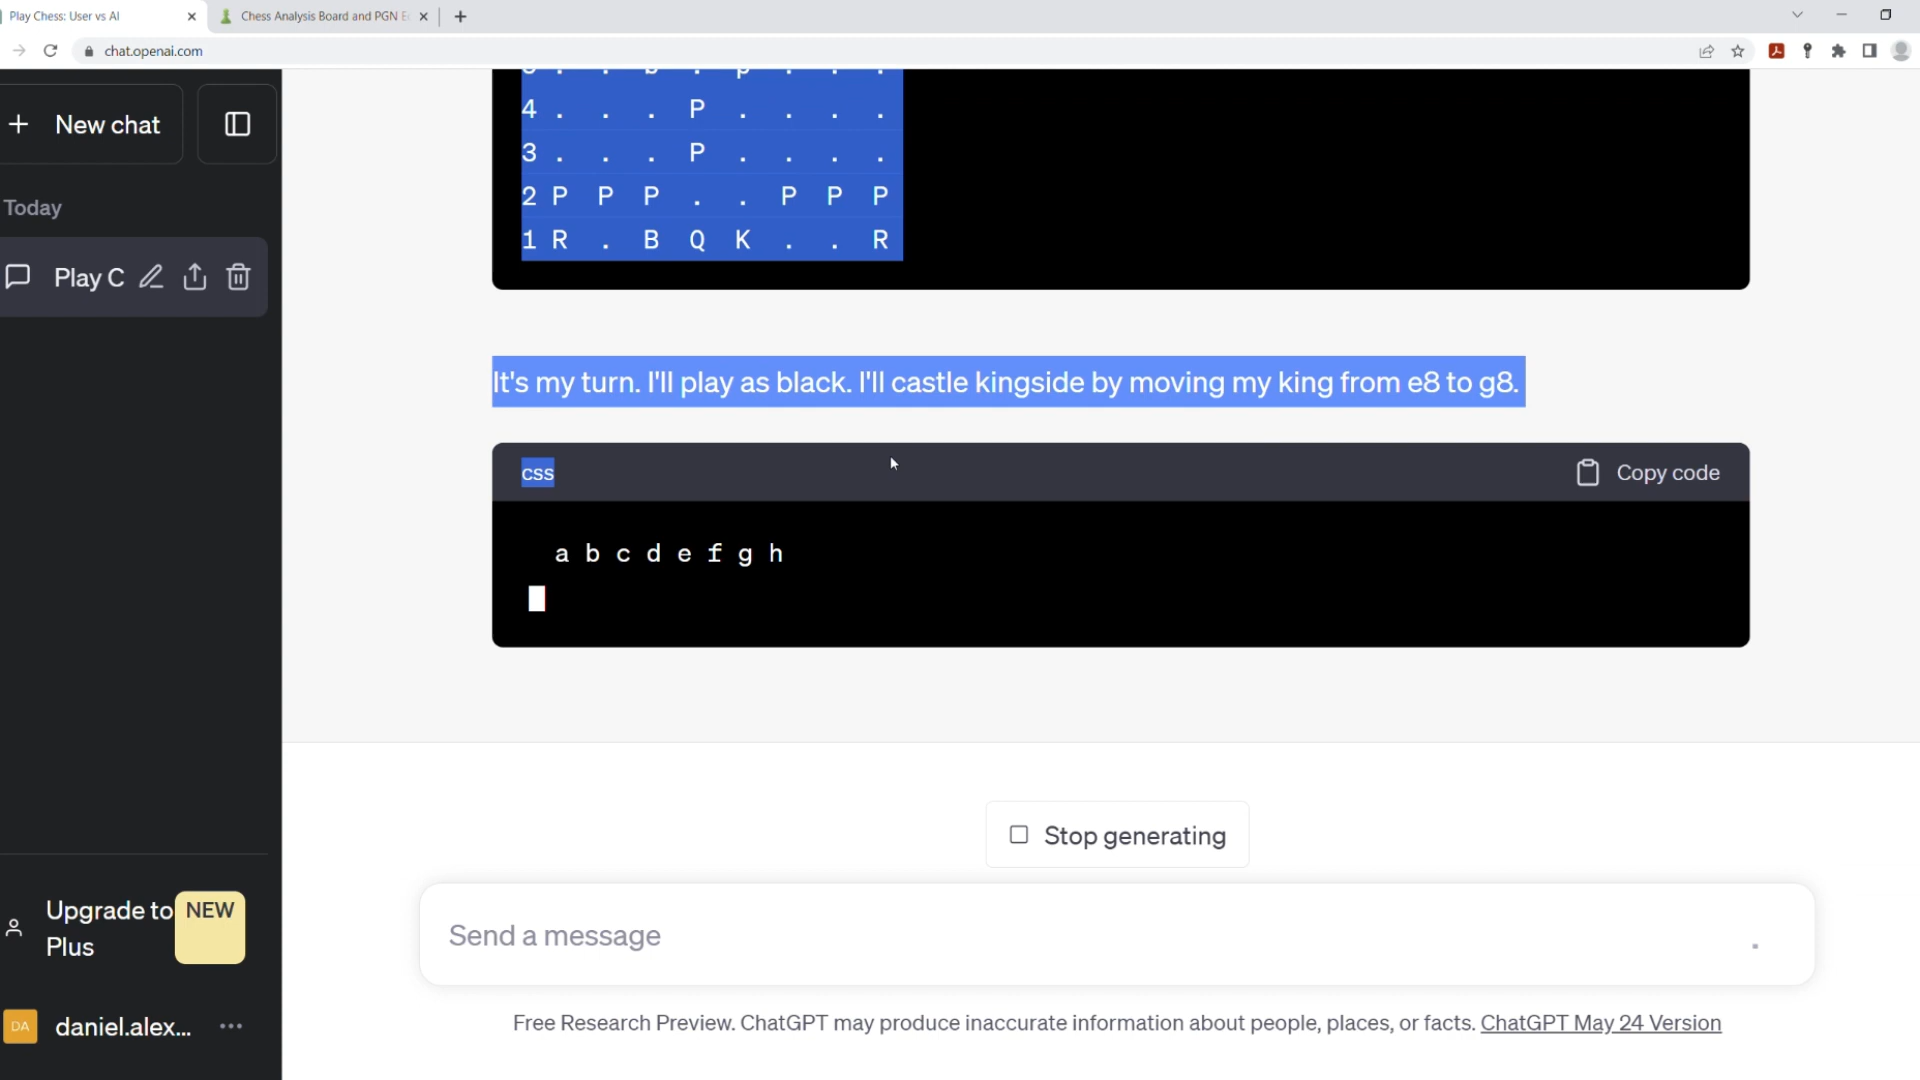 Play Chess: User vs AI
Chess Analysis Board and PGN E
chat.openai.com
New chat
Today
Play C
4 . . . P . . . .
3 . . . P . . . .
2 P P P . . P P P
1 R . B Q K . . R
It's my turn. I'll play as black. I'll castle kingside by moving my king from e8 to g8.
css
Copy code
a b c d e f g h
Stop generating
Upgrade to Plus
NEW
Send a message
DA
daniel.alex...
Free Research Preview. ChatGPT may produce inaccurate information about people, places, or facts. ChatGPT May 24 Version